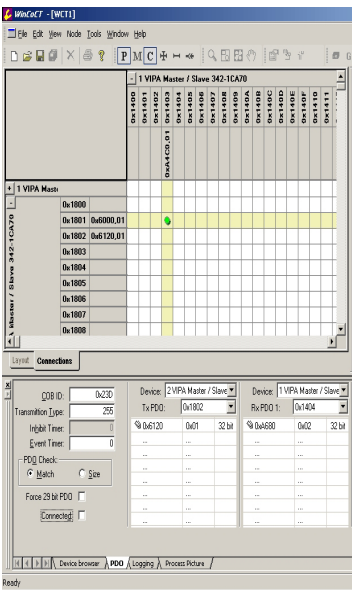 WinCoCT - [WCT1]
File Edit View Node Tools Window Help
P M C
- 1 VIPA Master / Slave 342-1CA70
0x1400 0x1401 0x1402 0x1403 0x1404 0x1405 0x1406 0x1407 0x1408 0x1409 0x140A 0x140B 0x140C 0x140D 0x140E 0x140F 0x1410 0x1411
0xA4C0,01
+ 1 VIPA Maste
-
0x1800
0x1801 0x6000,01
0x1802 0x6120,01
0x1803
0x1804
0x1805
0x1806
0x1807
0x1808
Master / Slave 342-1CA70
Layout Connections
COB ID: 0x23D
Transmittion Type: 255
Inhibit Timer: 0
Event Timer: 0
PDO Check:
Match Size
Force 29 bit PDO
Connected:
Device: 2 VIPA Master / Slave
Tx PDO: 0x1802
0x6120 0x01 32 bit
... ...
... ...
... ...
... ...
... ...
... ...
... ...
Device: 1 VIPA Master / Slave
Rx PDO 1: 0x1404
0xA680 0x02 32 bit
... ...
... ...
... ...
... ...
... ...
... ...
... ...
Device browser PDO Logging Process Picture
Ready